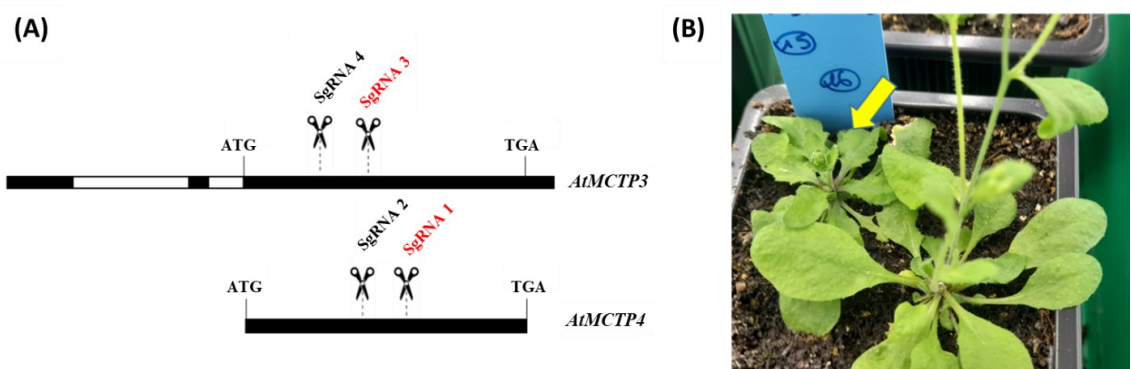 (A)
(B)
SgRNA 4
SgRNA 3
ATG
TGA
AtMCTP3
SgRNA 2
SgRNA 1
ATG
TGA
AtMCTP4